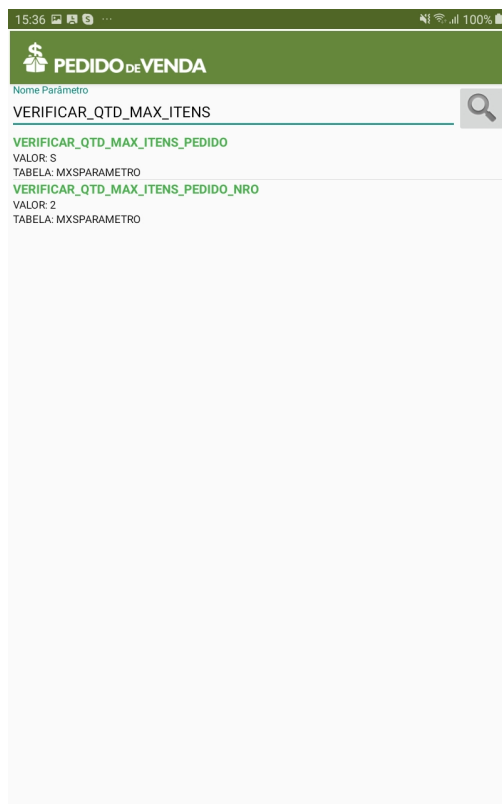 15:36 100%
PEDIDO DE VENDA
Nome Parâmetro
VERIFICAR_QTD_MAX_ITENS
VERIFICAR_QTD_MAX_ITENS_PEDIDO
VALOR: S
TABELA: MXSPARAMETRO
VERIFICAR_QTD_MAX_ITENS_PEDIDO_NRO
VALOR: 2
TABELA: MXSPARAMETRO